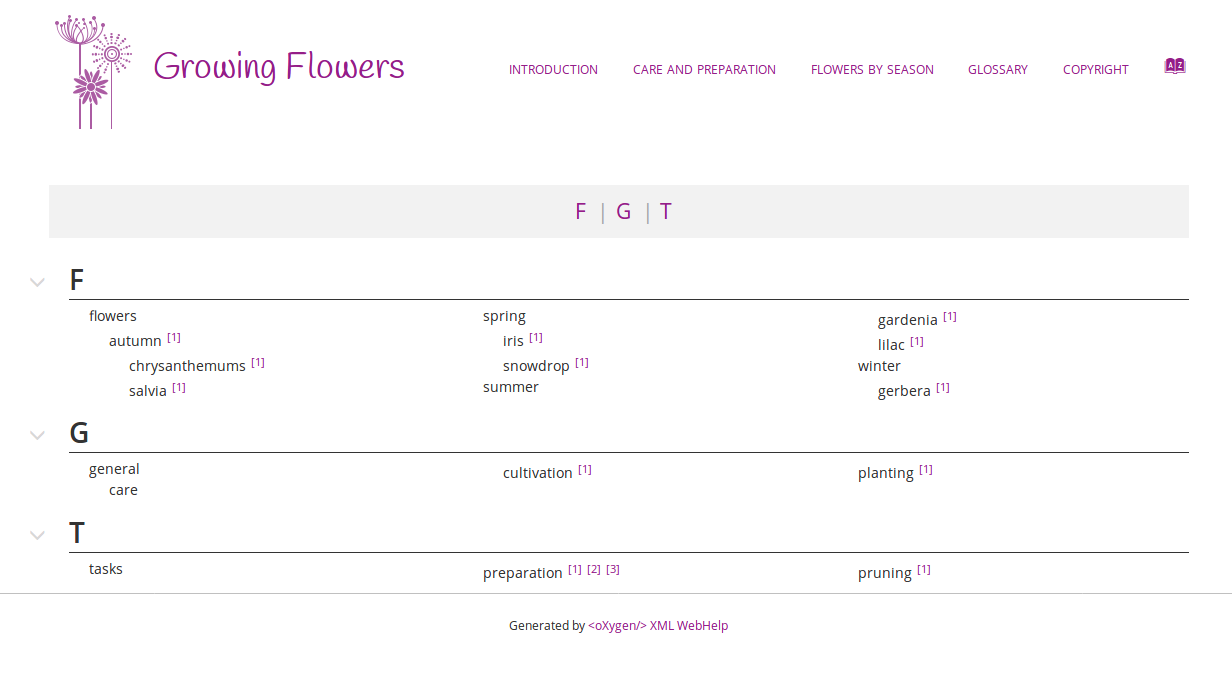 Growing Flowers
INTRODUCTION CARE AND PREPARATION FLOWERS BY SEASON GLOSSARY COPYRIGHT A Z
F | G | T
F
flowers
autumn [1]
chrysanthemums [1]
salvia [1]
spring
iris [1]
snowdrop [1]
summer
gardenia [1]
lilac [1]
winter
gerbera [1]
G
general
care
cultivation [1]
planting [1]
T
tasks
preparation [1] [2] [3]
pruning [1]
Generated by <oXygen/> XML WebHelp